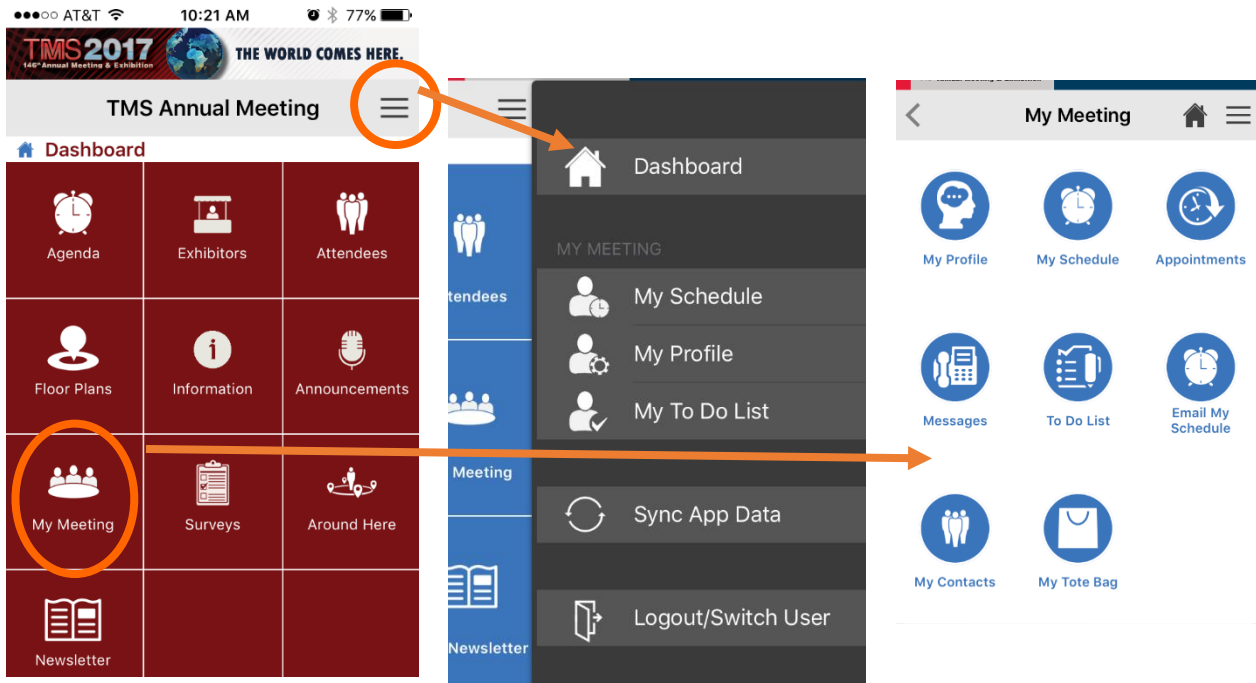 AT&T 10:21 AM 77%
TMS2017
146th Annual Meeting & Exhibition
THE WORLD COMES HERE.
TMS Annual Meeting
Dashboard
Agenda
Exhibitors
Attendees
Floor Plans
Information
Announcements
My Meeting
Surveys
Around Here
Newsletter
tendees
Meeting
Newsletter
Dashboard
MY MEETING
My Schedule
My Profile
My To Do List
Sync App Data
Logout/Switch User
My Meeting
My Profile
My Schedule
Appointments
Messages
To Do List
Email My
Schedule
My Contacts
My Tote Bag